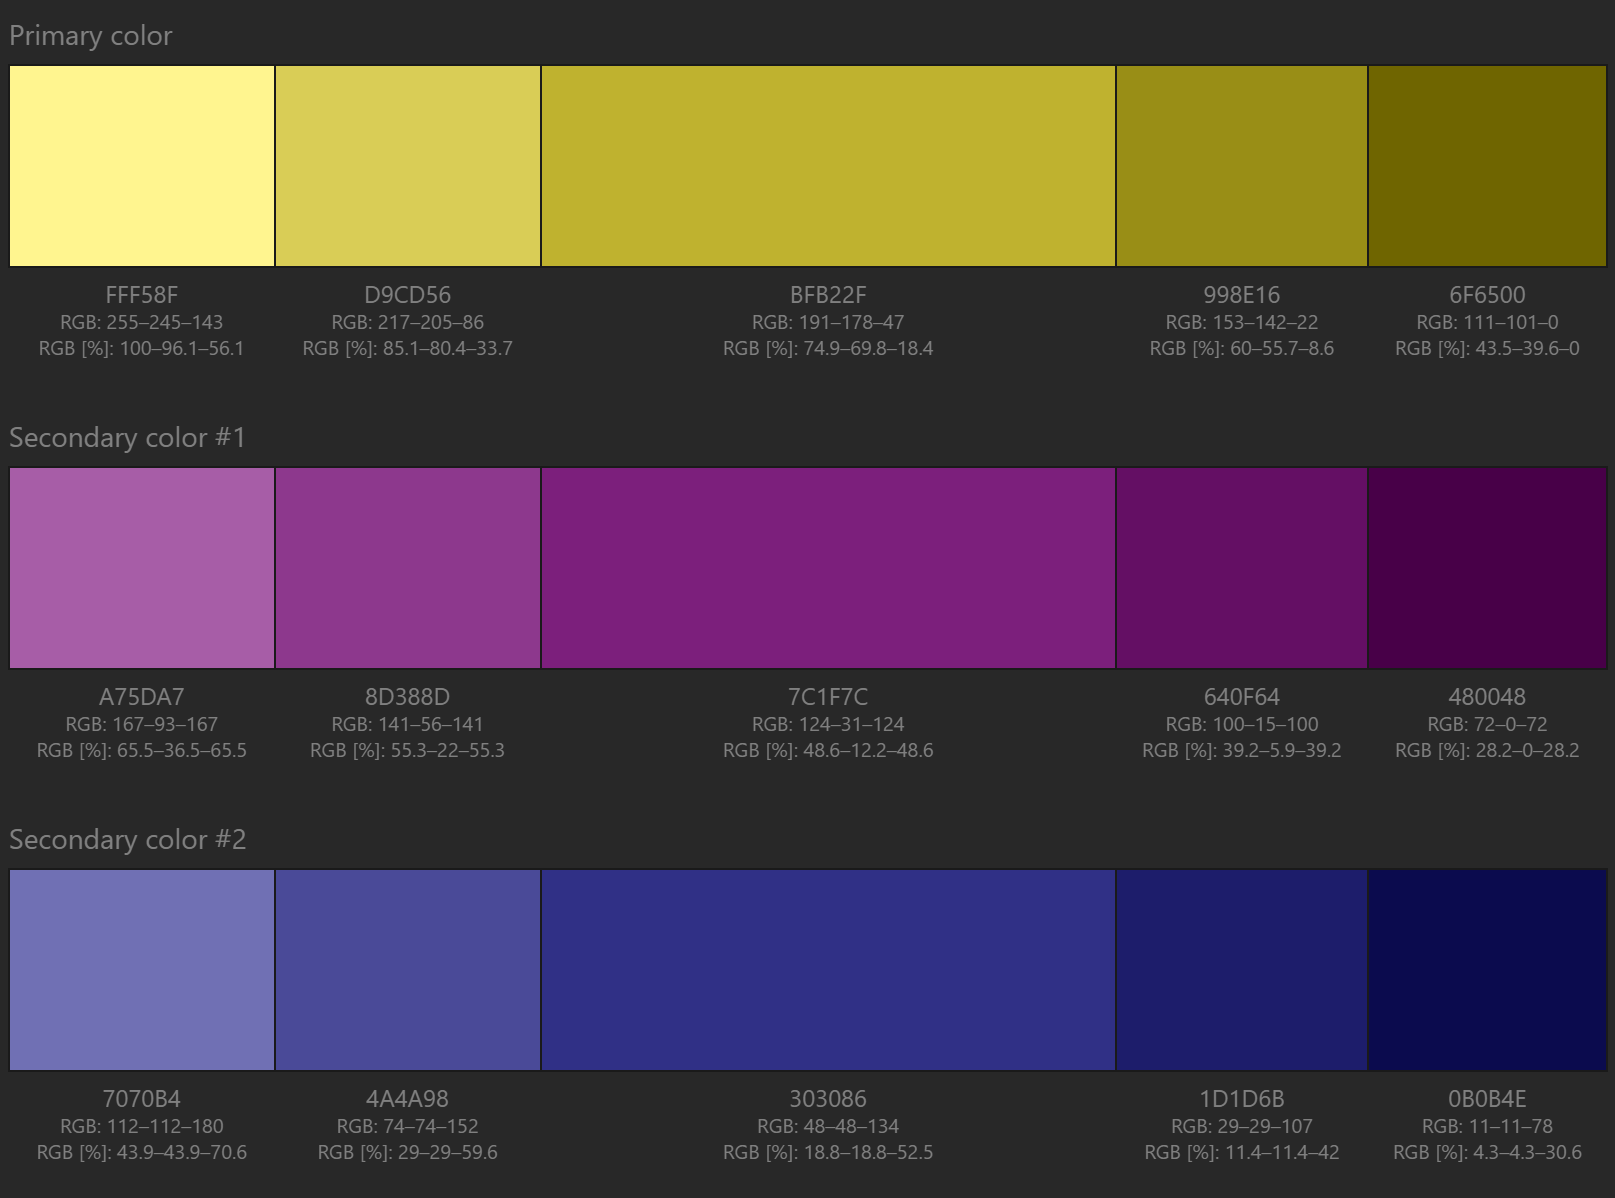 Primary color
FFF58F
RGB: 255–245–143
RGB [%]: 100–96.1–56.1
D9CD56
RGB: 217–205–86
RGB [%]: 85.1–80.4–33.7
BFB22F
RGB: 191–178–47
RGB [%]: 74.9–69.8–18.4
998E16
RGB: 153–142–22
RGB [%]: 60–55.7–8.6
6F6500
RGB: 111–101–0
RGB [%]: 43.5–39.6–0
Secondary color #1
A75DA7
RGB: 167–93–167
RGB [%]: 65.5–36.5–65.5
8D388D
RGB: 141–56–141
RGB [%]: 55.3–22–55.3
7C1F7C
RGB: 124–31–124
RGB [%]: 48.6–12.2–48.6
640F64
RGB: 100–15–100
RGB [%]: 39.2–5.9–39.2
480048
RGB: 72–0–72
RGB [%]: 28.2–0–28.2
Secondary color #2
7070B4
RGB: 112–112–180
RGB [%]: 43.9–43.9–70.6
4A4A98
RGB: 74–74–152
RGB [%]: 29–29–59.6
303086
RGB: 48–48–134
RGB [%]: 18.8–18.8–52.5
1D1D6B
RGB: 29–29–107
RGB [%]: 11.4–11.4–42
0B0B4E
RGB: 11–11–78
RGB [%]: 4.3–4.3–30.6